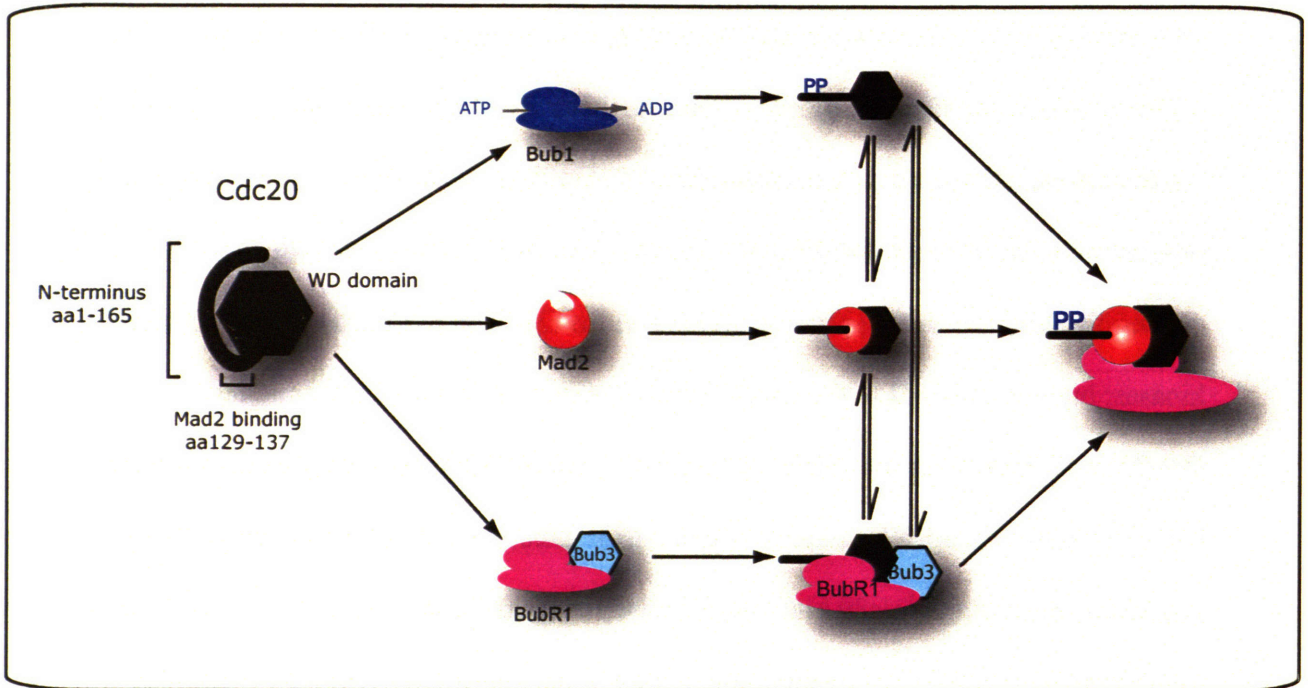 PP
ATP
ADP
Bub1
Cdc20
WD domain
N-terminus
aa1-165
PP
Mad2
Mad2 binding
aa129-137
Bub3
BubR1
Bub3
BubR1